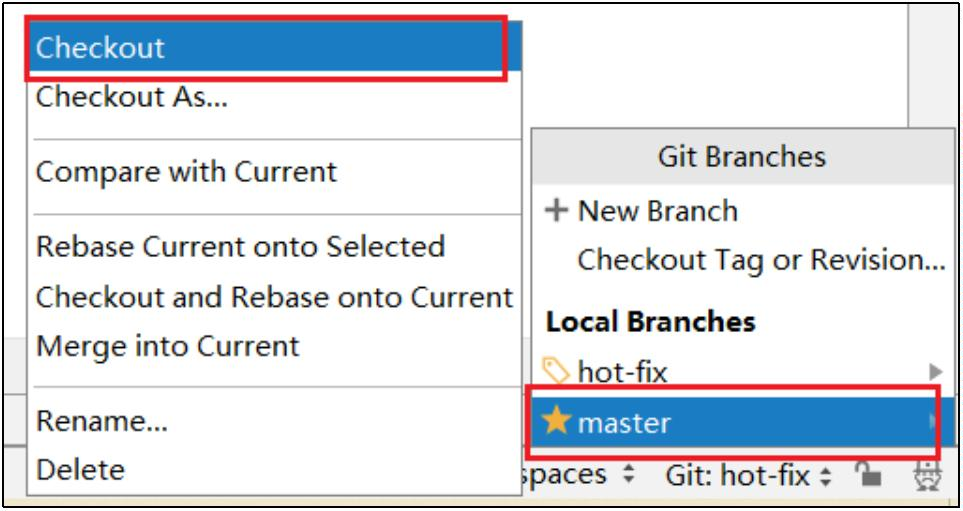 Checkout
Checkout As...
Compare with Current
Rebase Current onto Selected
Checkout and Rebase onto Current
Merge into Current
Rename...
Delete
Git Branches
New Branch
Checkout Tag or Revision...
Local Branches
hot-fix
master
spaces
Git: hot-fix